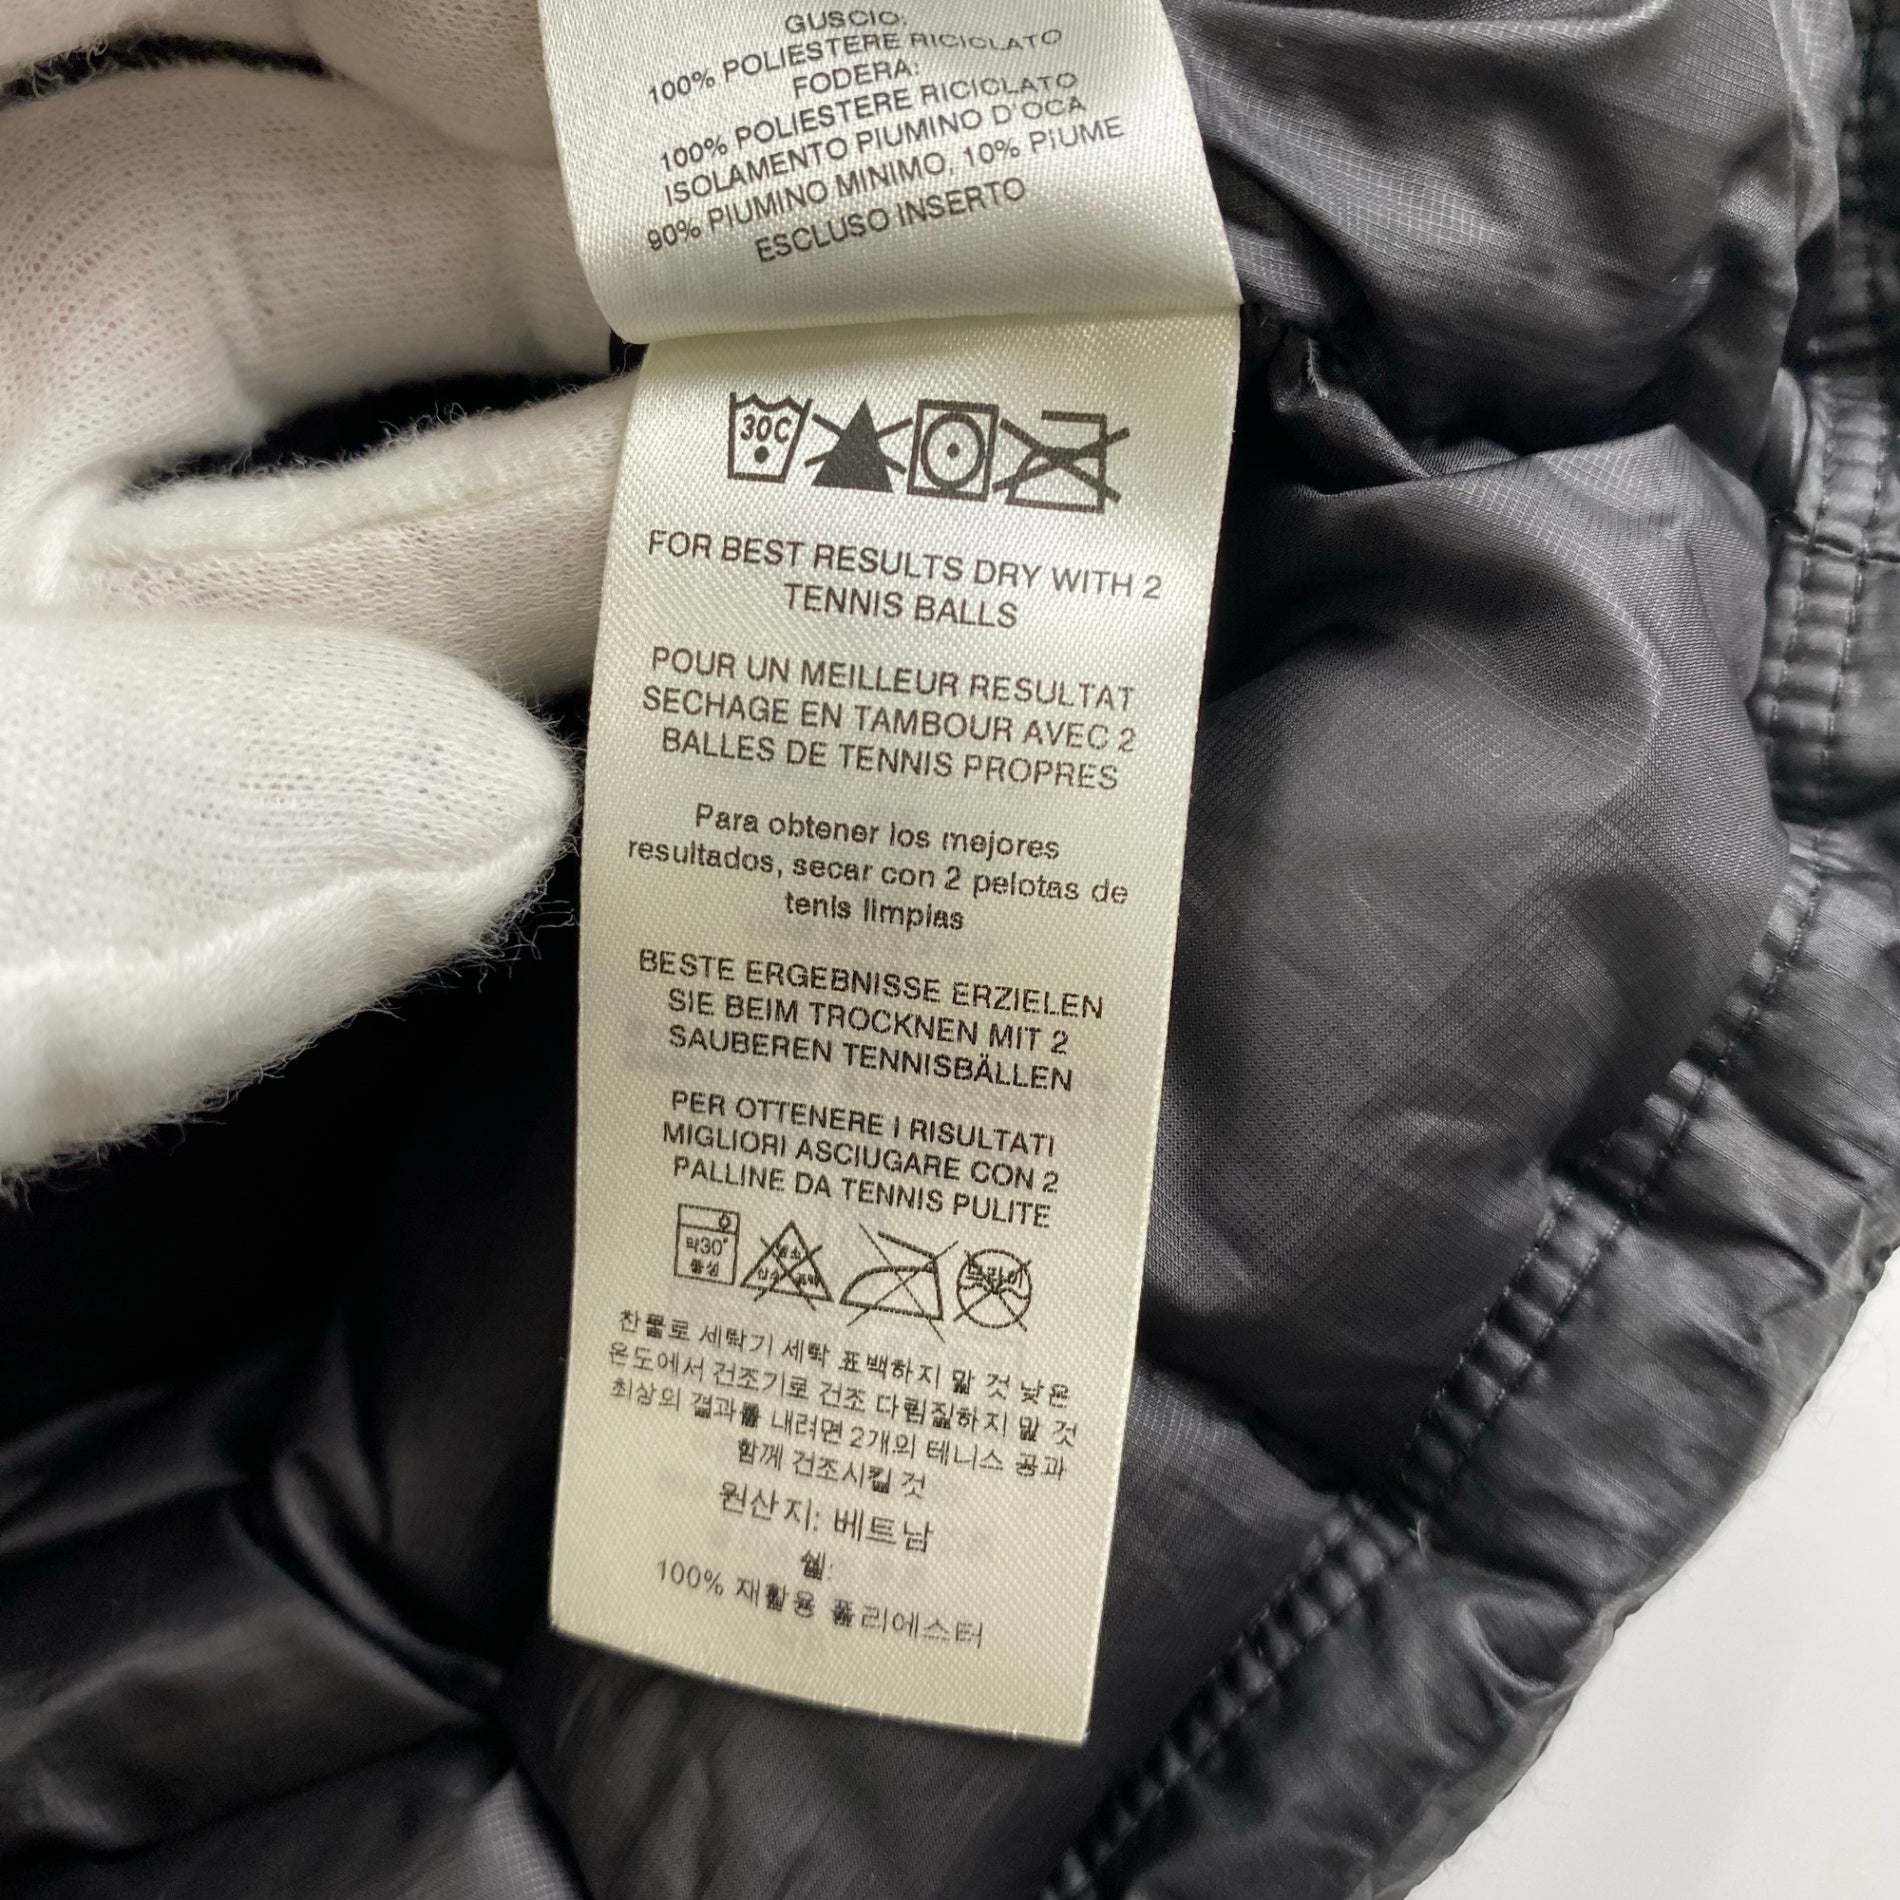 GUSCIO:
100% POLIESTERE RICICLATO
FODERA:
100% POLIESTERE RICICLATO
ISOLAMENTO PIUMINO D'OCA
90% PIUMINO MINIMO, 10% PIUME
ESCLUSO INSERTO
30C
FOR BEST RESULTS DRY WITH 2
TENNIS BALLS
POUR UN MEILLEUR RESULTAT
SECHAGE EN TAMBOUR AVEC 2
BALLES DE TENNIS PROPRES
Para obtener los mejores
resultados, secar con 2 pelotas de
tenis limpias
BESTE ERGEBNISSE ERZIELEN
SIE BEIM TROCKNEN MIT 2
SAUBEREN TENNISBÄLLEN
PER OTTENERE I RISULTATI
MIGLIORI ASCIUGARE CON 2
PALLINE DA TENNIS PULITE
약30°
중성
찬물로 세탁기 세탁 표백하지 말 것 낮은
온도에서 건조기로 건조 다림질하지 말 것
최상의 결과를 내려면 2개의 테니스 공과
함께 건조시킬 것
원산지: 베트남
쉘:
100% 재활용 폴리에스터